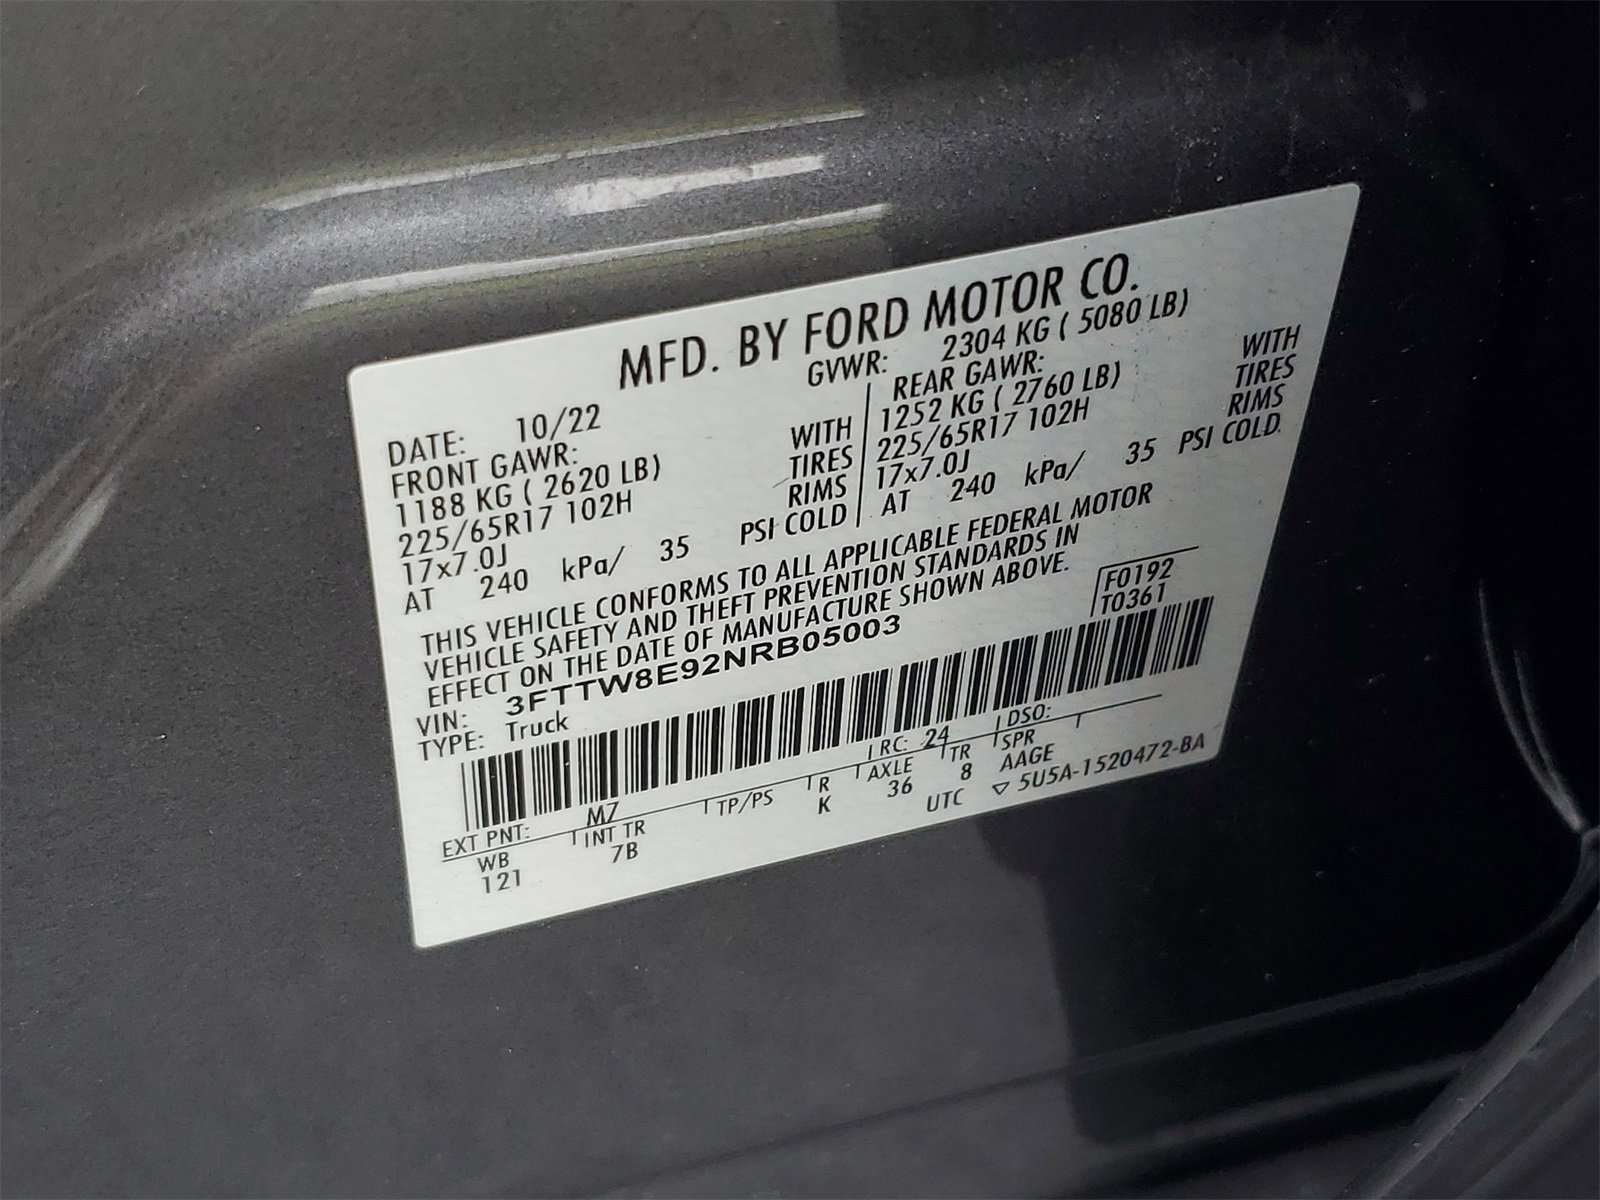 MFD. BY FORD MOTOR CO.
DATE: 10/22 GVWR: 2304 KG ( 5080 LB)
FRONT GAWR: REAR GAWR:
1188 KG ( 2620 LB) WITH 1252 KG ( 2760 LB) WITH
225/65R17 102H TIRES 225/65R17 102H TIRES
17x7.0J RIMS 17x7.0J RIMS
AT 240 kPa/ 35 PSI COLD AT 240 kPa/ 35 PSI COLD
THIS VEHICLE CONFORMS TO ALL APPLICABLE FEDERAL MOTOR
VEHICLE SAFETY AND THEFT PREVENTION STANDARDS IN
EFFECT ON THE DATE OF MANUFACTURE SHOWN ABOVE.
F0192
VIN: 3FTTW8E92NRB05003 T0361
TYPE: Truck
EXT PNT: M7 RC: 24 DSO:
WB INT TR TP/PS R AXLE TR SPR
121 7B K 36 8 AAGE
UTC ▽ 5U5A-1520472-BA